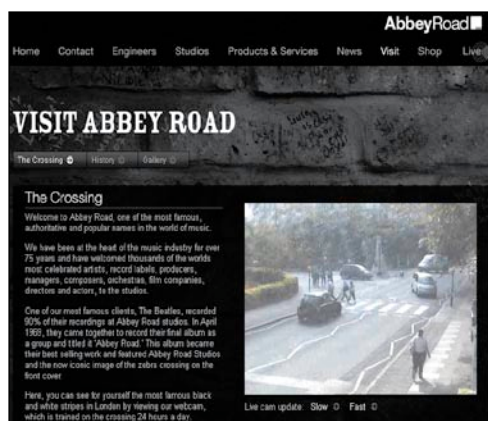 AbbeyRoad
Home Contact Engineers Studios Products & Services News Visit Shop Live
VISIT ABBEY ROAD
The Crossing History Gallery
The Crossing
Welcome to Abbey Road, one of the most famous,
authoritative and popular names in the world of music.
We have been at the heart of the music industry for over
75 years and have welcomed thousands of the worlds
most celebrated artists, record labels, producers,
managers, composers, orchestras, film companies,
directors and actors, to the studios.
One of our most famous clients, The Beatles, recorded
90% of their recordings at Abbey Road studios. In April
1969, they came together to record their final album as
a group and titled it 'Abbey Road.' This album became
their best selling work and featured Abbey Road Studios
and the now iconic image of the zebra crossing on the
front cover
Here, you can see for yourself the most famous black
and white stripes in London by viewing our webcam,
which is trained on the crossing 24 hours a day.
Live cam update: Slow Fast